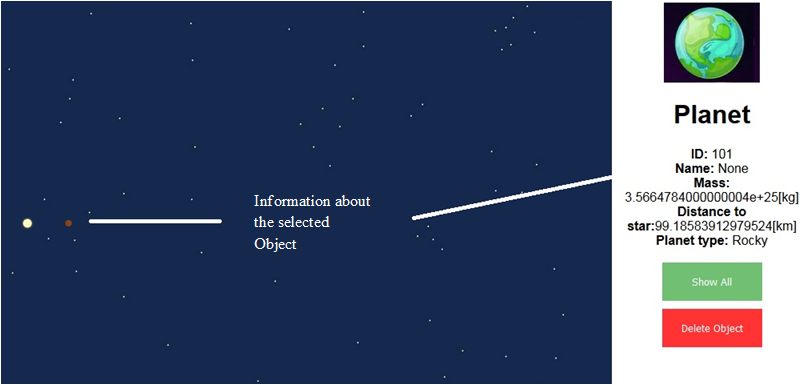 Information about
the selected
Object
Planet
ID: 101
Name: None
Mass:
3.5664784000000004e+25[kg]
Distance to
star:99.18583912979524[km]
Planet type: Rocky
Show All
Delete Object